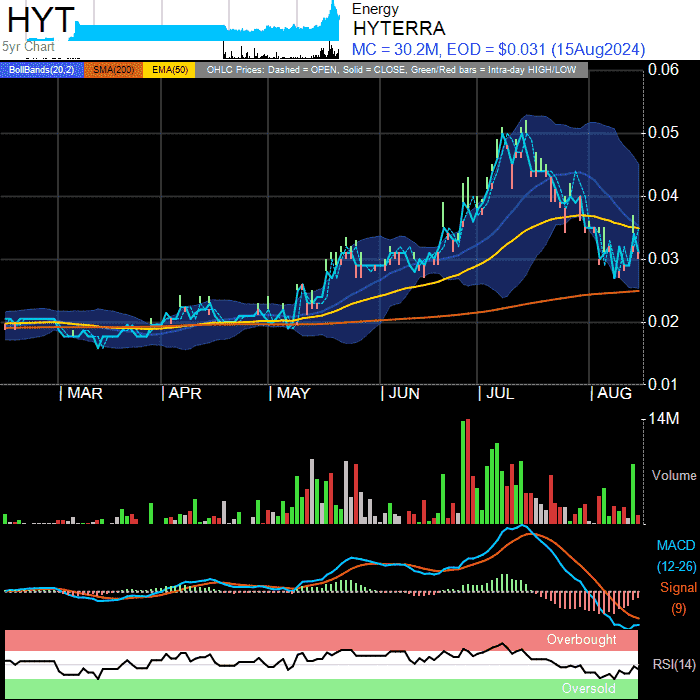 HYT
5yr Chart
Energy
HYTERRA
MC = 30.2M, EOD = $0.031 (15Aug2024)
BollBands(20,2) SMA(200) EMA(50) OHLC Prices: Dashed = OPEN, Solid = CLOSE, Green/Red bars = Intra-day HIGH/LOW
0.06
0.05
0.04
0.03
0.02
0.01
MAR APR MAY JUN JUL AUG
14M
Volume
MACD
(12-26)
Signal
(9)
Overbought
RSI(14)
Oversold